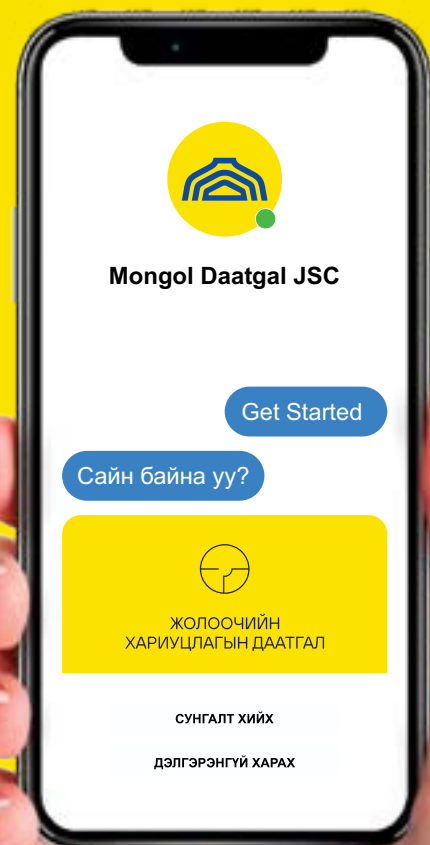 Mongol Daatgal JSC
Get Started
Сайн байна уу?
ЖОЛООЧИЙН
ХАРИУЦЛАГЫН ДААТГАЛ
СУНГАЛТ ХИЙХ
ДЭЛГЭРЭНГҮЙ ХАРАХ